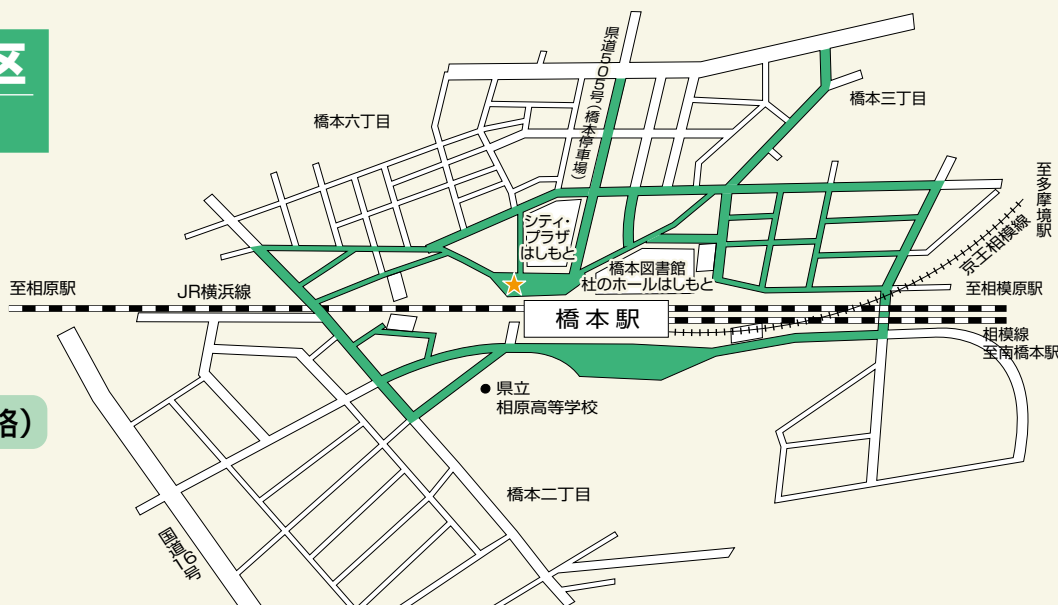 区
県道505号(橋本停車場)
橋本六丁目
橋本三丁目
至多摩境駅
京王相模線
シティ・
プラザ
はしもと
橋本図書館
杜のホールはしもと
至相原駅
JR横浜線
至相模原駅
橋本駅
相模線
至南橋本駅
県立
相原高等学校
路)
橋本二丁目
国道16号